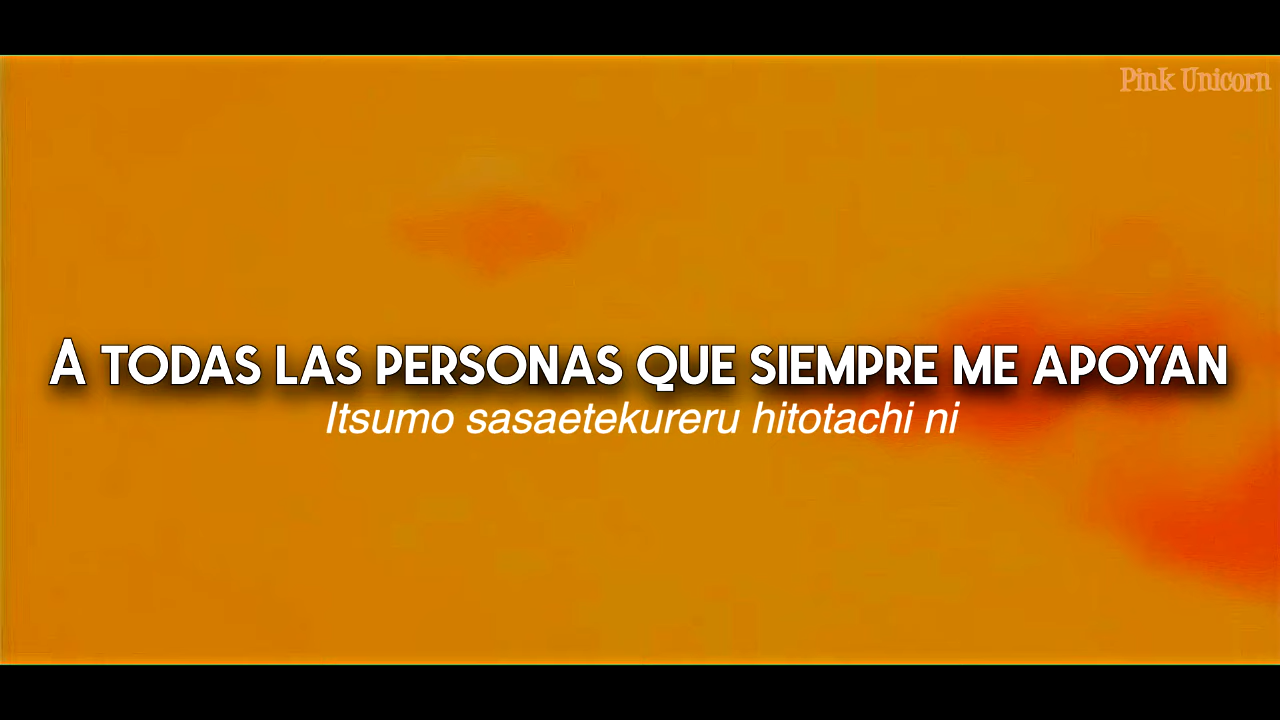 Pink Unicorn
A TODAS LAS PERSONAS QUE SIEMPRE ME APOYAN
Itsumo sasaetekureru hitotachi ni